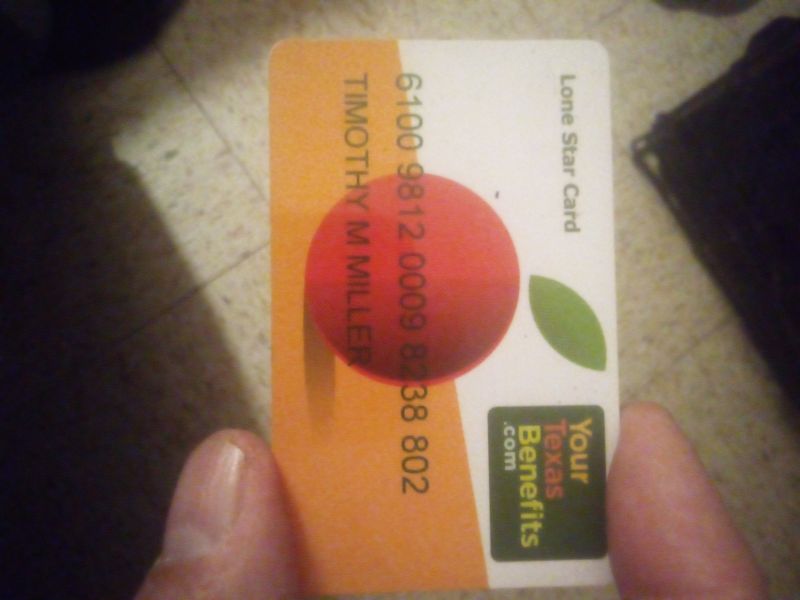 Lone Star Card
6100 9812 0009 8238 802
TIMOTHY M MILLER
Your
Texas
Benefits
.com